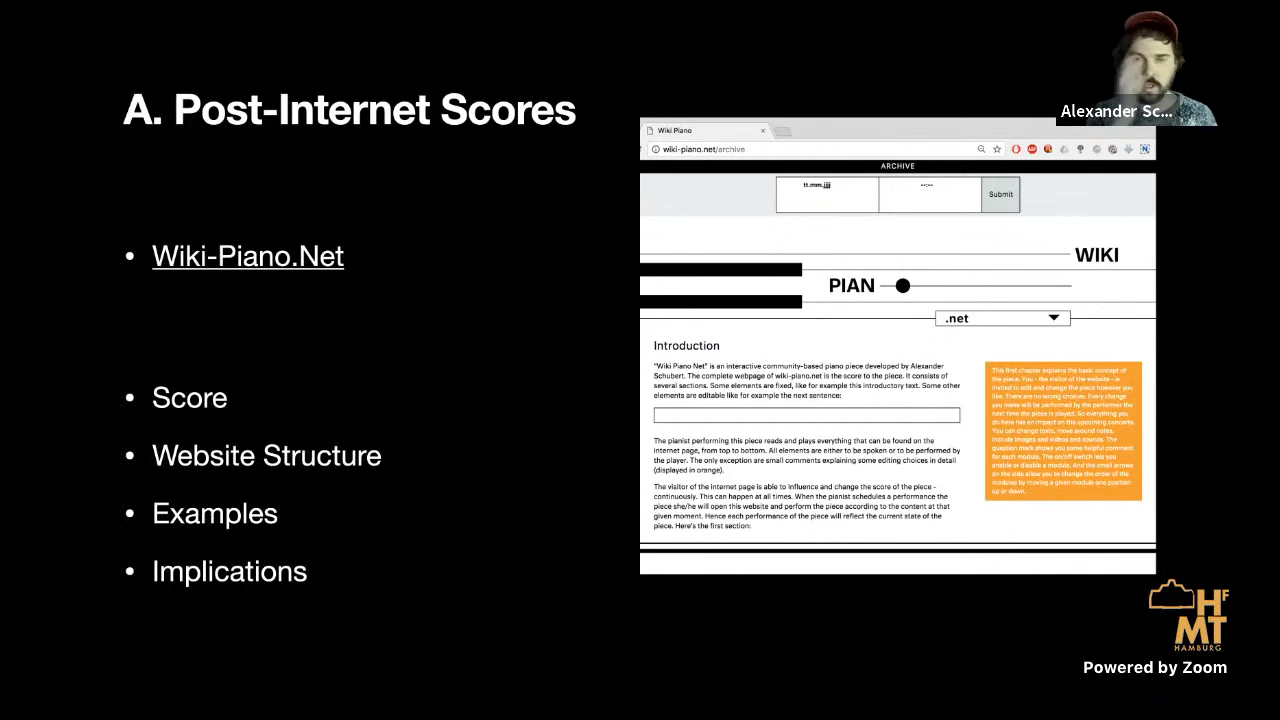 A. Post-Internet Scores
Alexander Sc...
• Wiki-Piano.Net
• Score
• Website Structure
• Examples
• Implications
Wiki Piano
wiki-piano.net/archive
ARCHIVE
tt.mm.jjjj
--:--
Submit
WIKI
PIAN
.net
Introduction
"Wiki Piano Net" is an interactive community-based piano piece developed by Alexander
Schubert. The complete webpage of wiki-piano.net is the score to the piece. It consists of
several sections. Some elements are fixed, like for example this introductory text. Some other
elements are editable like for example the next sentence:
The pianist performing this piece reads and plays everything that can be found on the
internet page, from top to bottom. All elements are either to be spoken or to be performed by
the player. The only exception are small comments explaining some editing choices in detail
(displayed in orange).
The visitor of the internet page is able to influence and change the score of the piece -
continuously. This can happen at all times. When the pianist schedules a performance the
piece she/he will open this website and perform the piece according to the content at that
given moment. Hence each performance of the piece will reflect the current state of the
piece. Here's the first section:
This first chapter explains the basic concept of
the piece. You - the visitor of the website - is
invited to edit and change the piece however you
like. There are no wrong choices. Every change
you make will be performed by the performer the
next time the piece is played. So everything you
do here has an impact on the upcoming concerts.
You can change texts, move around notes,
include images and videos and sounds. The
question mark shows you some helpful comment
for each module. The on/off switch lets you
enable or disable a module. And the small arrows
on the side allow you to change the order of the
modules by moving a given module one position
up or down.
HF
MT
HAMBURG
Powered by Zoom